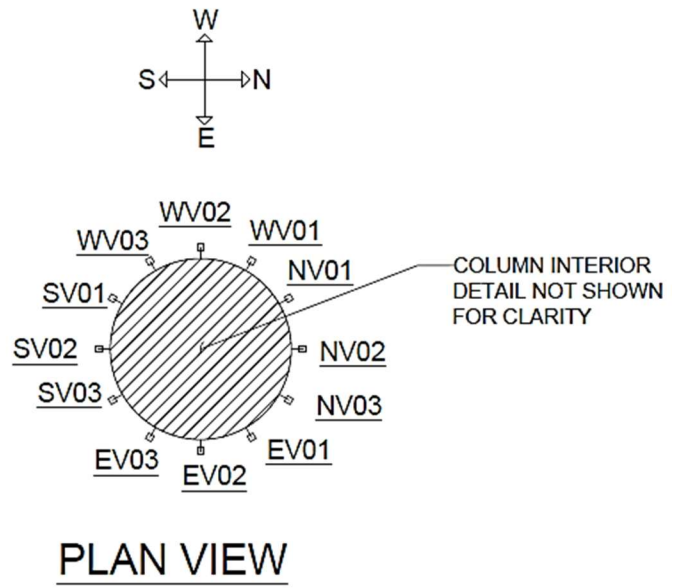 W
S N
E
WV02
WV03 WV01
SV01 NV01
SV02 NV02
SV03 NV03
EV03 EV01
EV02
COLUMN INTERIOR
DETAIL NOT SHOWN
FOR CLARITY
PLAN VIEW